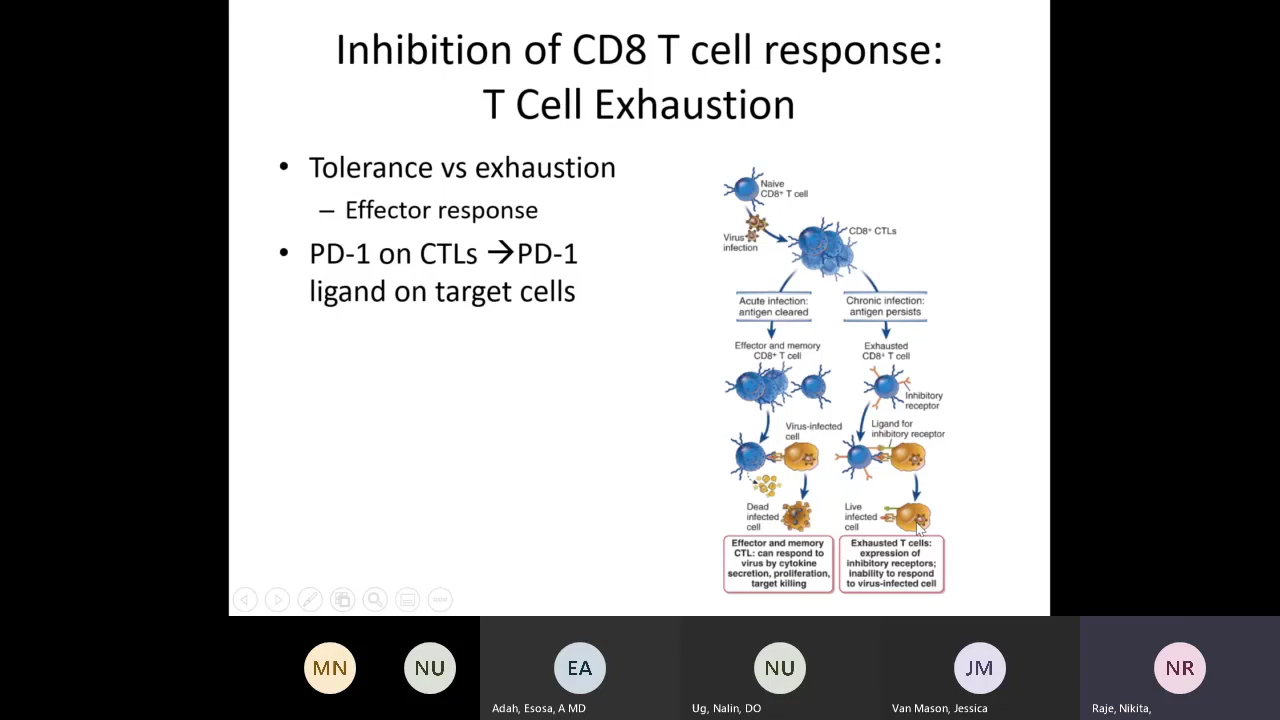 Inhibition of CD8 T cell response:
T Cell Exhaustion
• Tolerance vs exhaustion
– Effector response
• PD-1 on CTLs →PD-1
ligand on target cells
Naive
CD8+ T cell
Virus
infection
CD8+ CTLs
Acute infection:
antigen cleared
Chronic infection:
antigen persists
Effector and memory
CD8+ T cell
Exhausted
CD8+ T cell
Inhibitory
receptor
Virus-infected
cell
Ligand for
inhibitory receptor
Dead
infected
cell
Live
infected
cell
Effector and memory
CTL: can respond to
virus by cytokine
secretion, proliferation,
target killing
Exhausted T cells:
expression of
inhibitory receptors;
inability to respond
to virus-infected cell
MN
NU
EA
NU
JM
NR
Adah, Esosa, A MD
Ug, Nalin, DO
Van Mason, Jessica
Raje, Nikita,